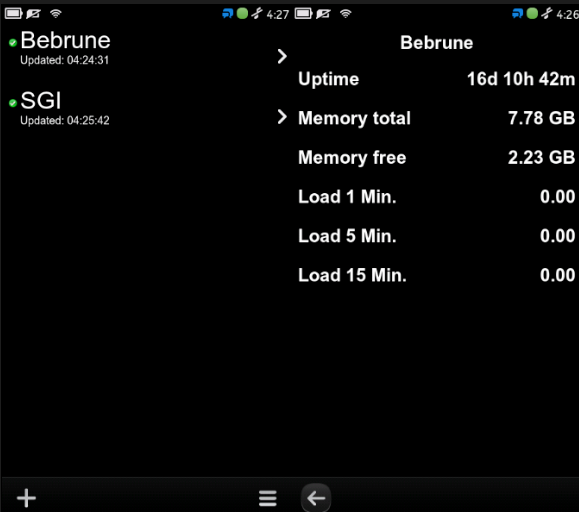 4:27
Bebrune
Updated: 04:24:31
SGI
Updated: 04:25:42
4:26
Bebrune
Uptime 16d 10h 42m
Memory total 7.78 GB
Memory free 2.23 GB
Load 1 Min. 0.00
Load 5 Min. 0.00
Load 15 Min. 0.00